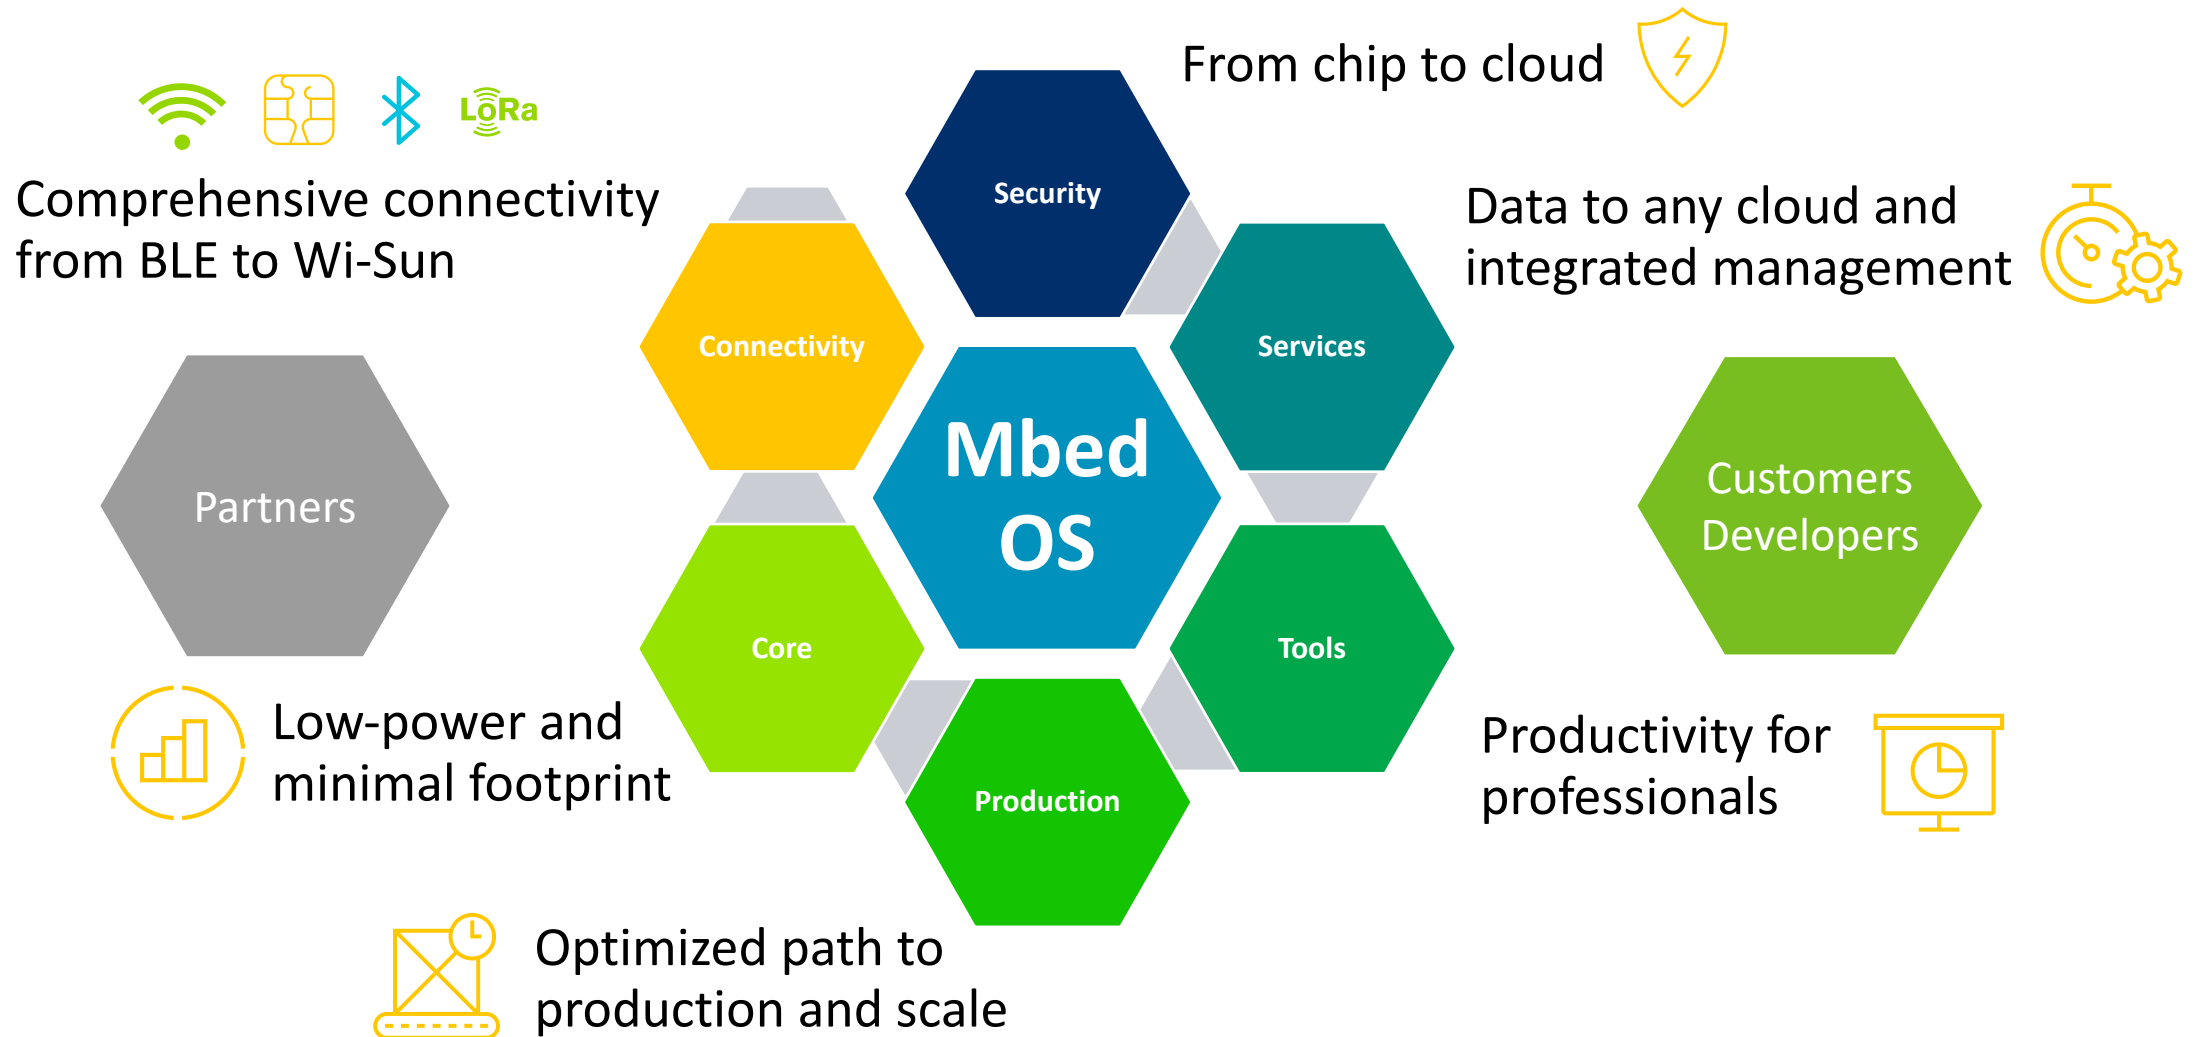 From chip to cloud
LoRa
Comprehensive connectivity
from BLE to Wi-Sun
Security
Data to any cloud and
integrated management
Connectivity
Services
Mbed
OS
Partners
Customers
Developers
Core
Tools
Low-power and
minimal footprint
Productivity for
professionals
Production
Optimized path to
production and scale